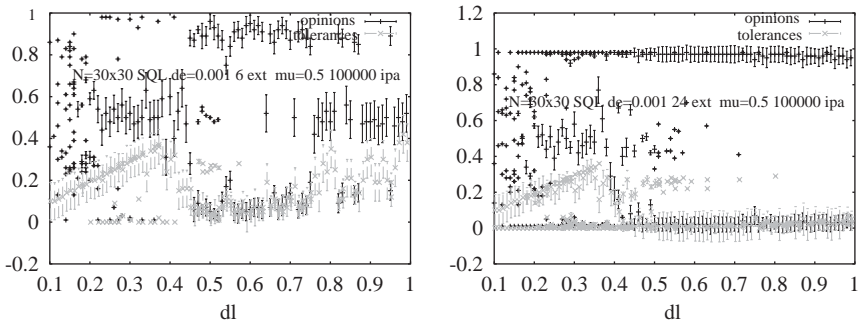 1
0.8
0.6
0.4
0.2
0
-0.2
opinions
tolerances
N=30x30 SQL de=0.001 6 ext mu=0.5 100000 ipa
0.1 0.2 0.3 0.4 0.5 0.6 0.7 0.8 0.9 1
dl
1.2
1
0.8
0.6
0.4
0.2
0
-0.2
opinions
tolerances
N=30x30 SQL de=0.001 24 ext mu=0.5 100000 ipa
0.1 0.2 0.3 0.4 0.5 0.6 0.7 0.8 0.9 1
dl